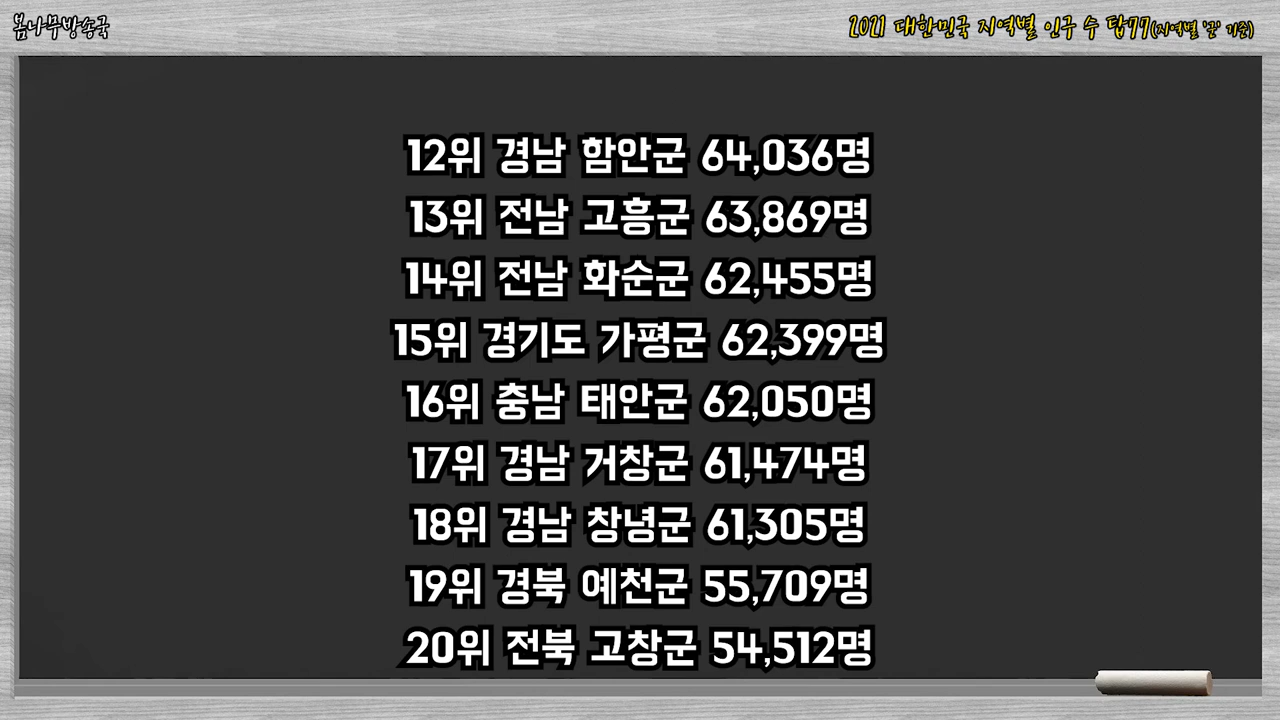 봄나무방송국
2021 대한민국 지역별 인구 수 탑77(지역별 '군' 기준)
12위 경남 함안군 64,036명
13위 전남 고흥군 63,869명
14위 전남 화순군 62,455명
15위 경기도 가평군 62,399명
16위 충남 태안군 62,050명
17위 경남 거창군 61,474명
18위 경남 창녕군 61,305명
19위 경북 예천군 55,709명
20위 전북 고창군 54,512명